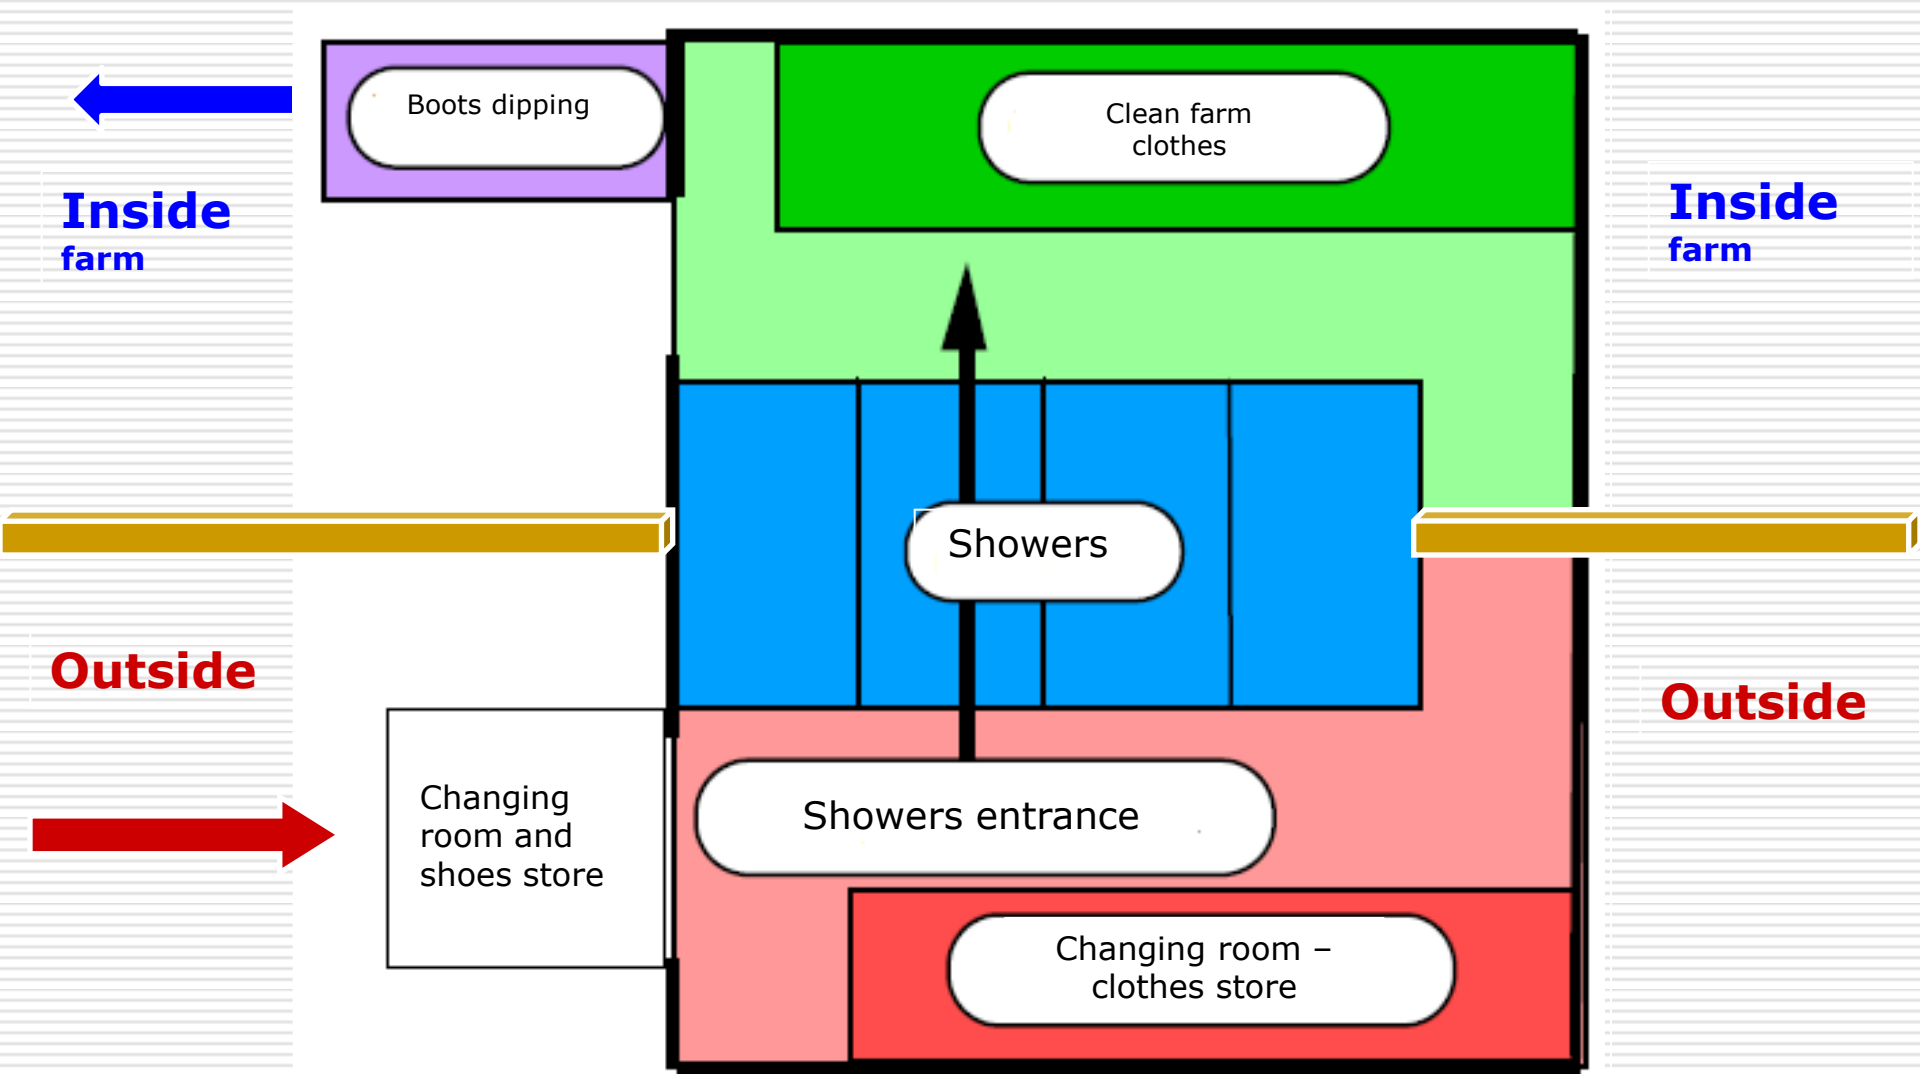 Boots dipping
Clean farm
clothes
Inside
farm
Inside
farm
Showers
Outside
Outside
Changing
room and
shoes store
Showers entrance
Changing room –
clothes store